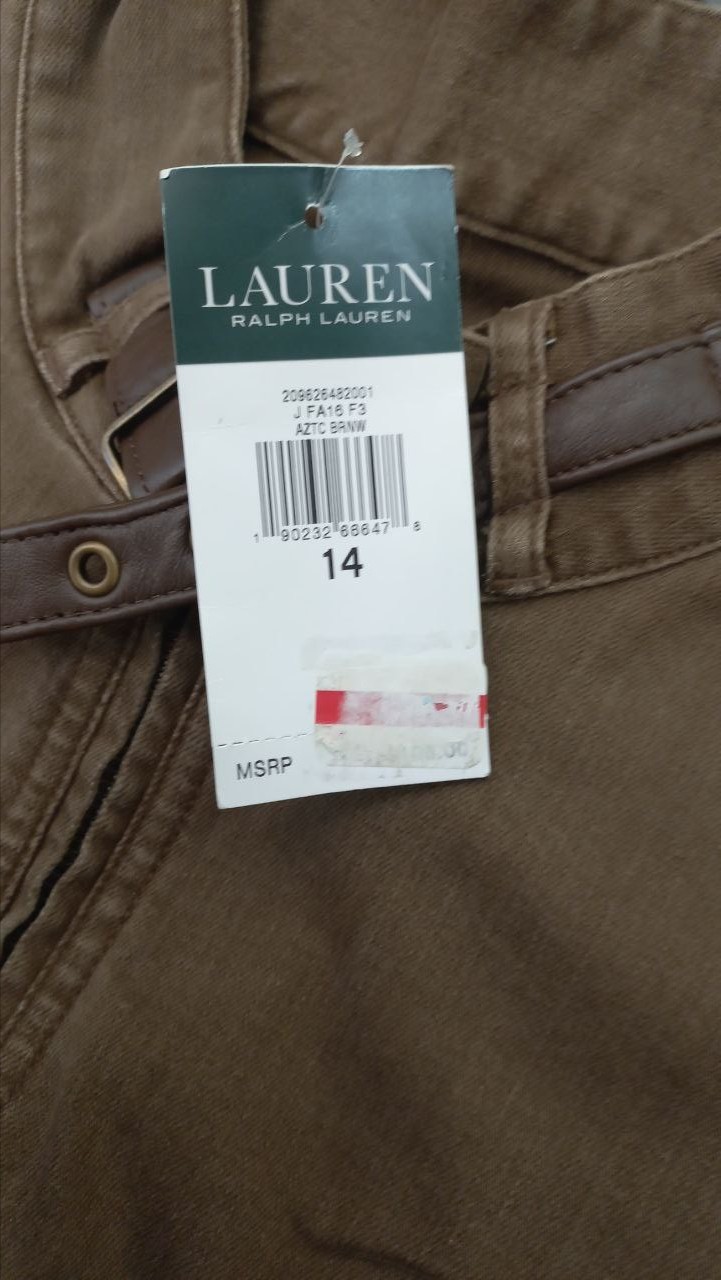 LAUREN
RALPH LAUREN
209626482001
J FA16 F3
AZTC BRNW
1 90232 66647 8
14
MSRP